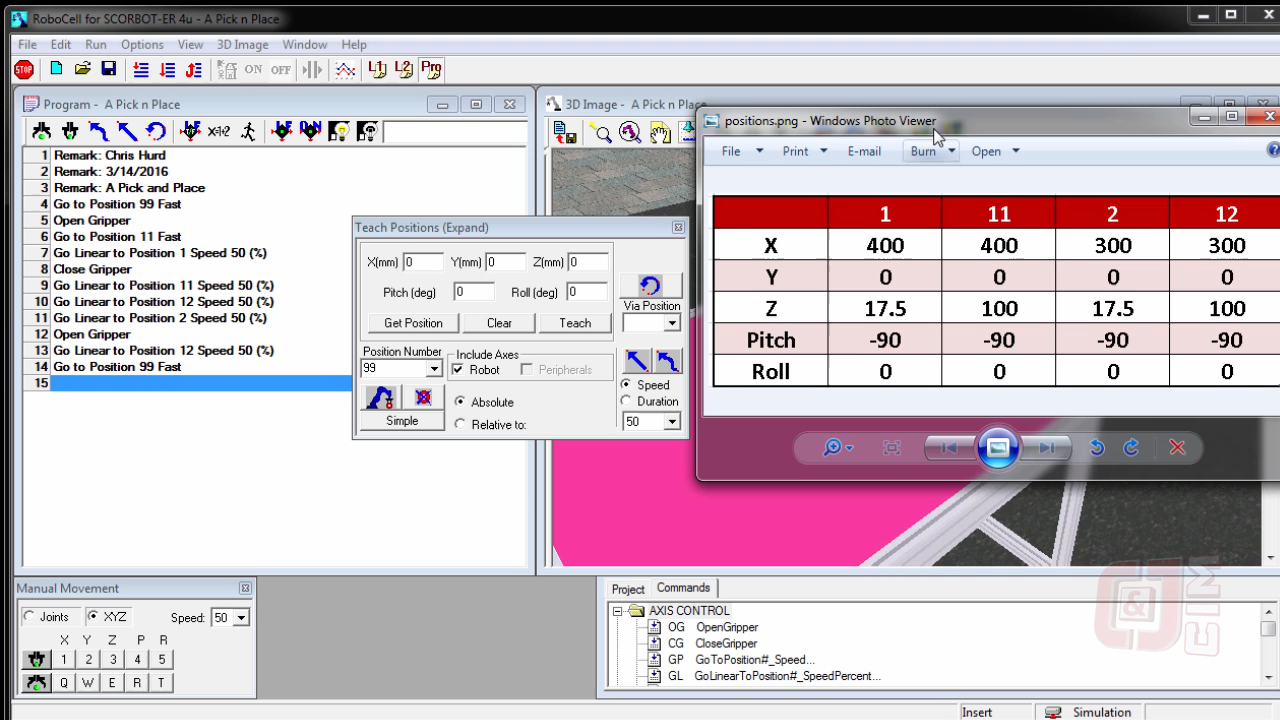 RoboCell for SCORBOT-ER 4u - A Pick n Place
File Edit Run Options View 3D Image Window Help
STOP ON OFF L1 L2 Pro
Program - A Pick n Place
1 Remark: Chris Hurd
2 Remark: 3/14/2016
3 Remark: A Pick and Place
4 Go to Position 99 Fast
5 Open Gripper
6 Go to Position 11 Fast
7 Go Linear to Position 1 Speed 50 (%)
8 Close Gripper
9 Go Linear to Position 11 Speed 50 (%)
10 Go Linear to Position 12 Speed 50 (%)
11 Go Linear to Position 2 Speed 50 (%)
12 Open Gripper
13 Go Linear to Position 12 Speed 50 (%)
14 Go to Position 99 Fast
15
Teach Positions (Expand)
X(mm) 0 Y(mm) 0 Z(mm) 0
Pitch (deg) 0 Roll (deg) 0
Get Position Clear Teach
Via Position
Position Number
99
Include Axes
Robot Peripherals
Absolute
Relative to:
Simple
Speed
Duration
50
3D Image - A Pick n Place
positions.png - Windows Photo Viewer
File Print E-mail Burn Open
1 11 2 12
X 400 400 300 300
Y 0 0 0 0
Z 17.5 100 17.5 100
Pitch -90 -90 -90 -90
Roll 0 0 0 0
Manual Movement
Joints XYZ Speed: 50
X Y Z P R
1 2 3 4 5
Q W E R T
Project Commands
AXIS CONTROL
OG OpenGripper
CG CloseGripper
GP GoToPosition#_Speed...
GL GoLinearToPosition#_SpeedPercent...
Insert Simulation
C&J CIM